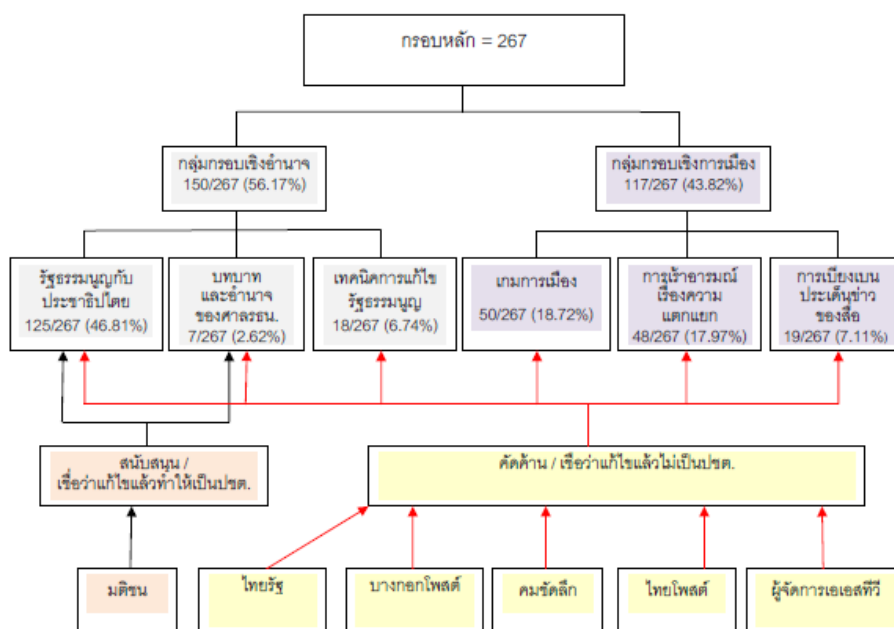 กรอบหลัก = 267
กลุ่มกรอบเชิงอำนาจ
150/267 (56.17%)
กลุ่มกรอบเชิงการเมือง
117/267 (43.82%)
รัฐธรรมนูญกับ
ประชาธิปไตย
125/267 (46.81%)
บทบาท
และอำนาจ
ของศาลรธน.
7/267 (2.62%)
เทคนิคการแก้ไข
รัฐธรรมนูญ
18/267 (6.74%)
เกมการเมือง
50/267 (18.72%)
การเร้าอารมณ์
เรื่องความ
แตกแยก
48/267 (17.97%)
การเบี่ยงเบน
ประเด็นข่าว
ของสื่อ
19/267 (7.11%)
สนับสนุน /
เชื่อว่าแก้ไขแล้วทำให้เป็นปชต.
คัดค้าน / เชื่อว่าแก้ไขแล้วไม่เป็นปชต.
มติชน
ไทยรัฐ
บางกอกโพสต์
คมชัดลึก
ไทยโพสต์
ผู้จัดการเอเอสทีวี